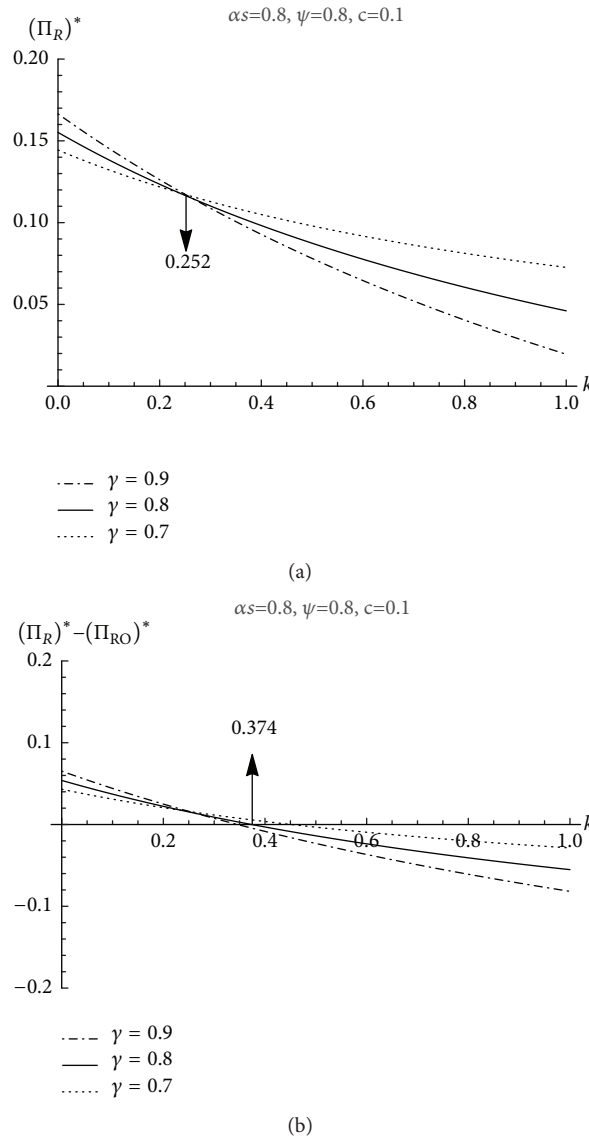 αs=0.8, ψ=0.8, c=0.1
(Π_R)*
0.20
0.15
0.10
0.05
0.252
k
0.0 0.2 0.4 0.6 0.8 1.0
γ = 0.9
γ = 0.8
γ = 0.7
(a)
αs=0.8, ψ=0.8, c=0.1
(Π_R)*−(Π_RO)*
0.2
0.1
0.374
k
0.2 0.4 0.6 0.8 1.0
−0.1
−0.2
γ = 0.9
γ = 0.8
γ = 0.7
(b)